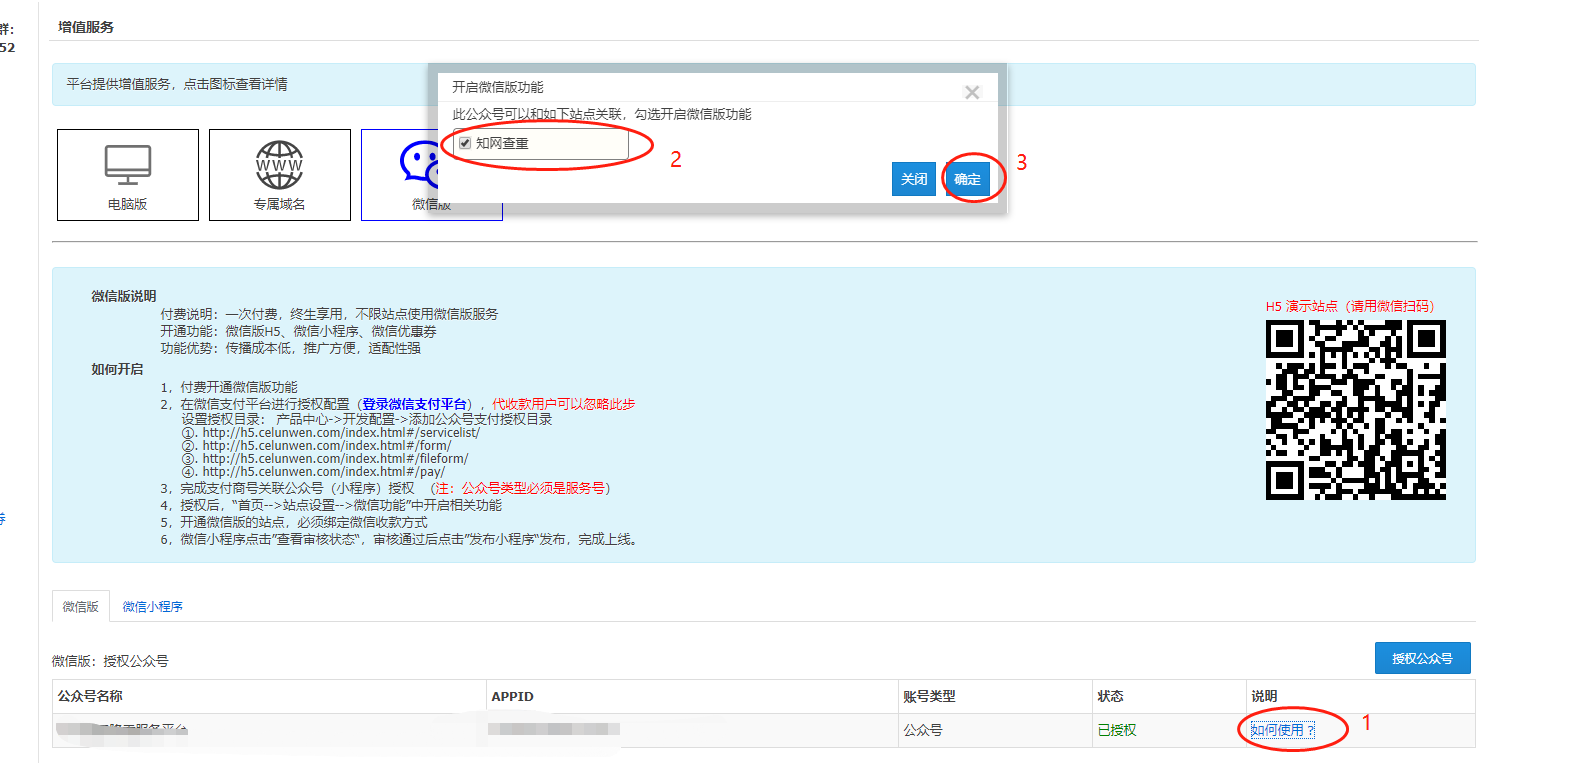 群：
52
增值服务
平台提供增值服务，点击图标查看详情
开启微信版功能
此公众号可以和如下站点关联，勾选开启微信版功能
知网查重
2
3
关闭
确定
WWW
电脑版
专属域名
微信版
微信版说明
付费说明：一次付费，终生享用，不限站点使用微信版服务
开通功能：微信版H5、微信小程序、微信优惠券
功能优势：传播成本低，推广方便，适配性强
如何开启
1，付费开通微信版功能
2，在微信支付平台进行授权配置（登录微信支付平台），代收款用户可以忽略此步
设置授权目录： 产品中心->开发配置->添加公众号支付授权目录
①. http://h5.celunwen.com/index.html#/servicelist/
②. http://h5.celunwen.com/index.html#/form/
③. http://h5.celunwen.com/index.html#/fileform/
④. http://h5.celunwen.com/index.html#/pay/
3，完成支付商号关联公众号（小程序）授权 （注：公众号类型必须是服务号）
4，授权后，“首页-->站点设置-->微信功能”中开启相关功能
5，开通微信版的站点，必须绑定微信收款方式
6，微信小程序点击”查看审核状态“，审核通过后点击”发布小程序“发布，完成上线。
H5 演示站点（请用微信扫码）
券
微信版
微信小程序
微信版：授权公众号
授权公众号
公众号名称
APPID
账号类型
状态
说明
服务平台
公众号
已授权
如何使用？
1